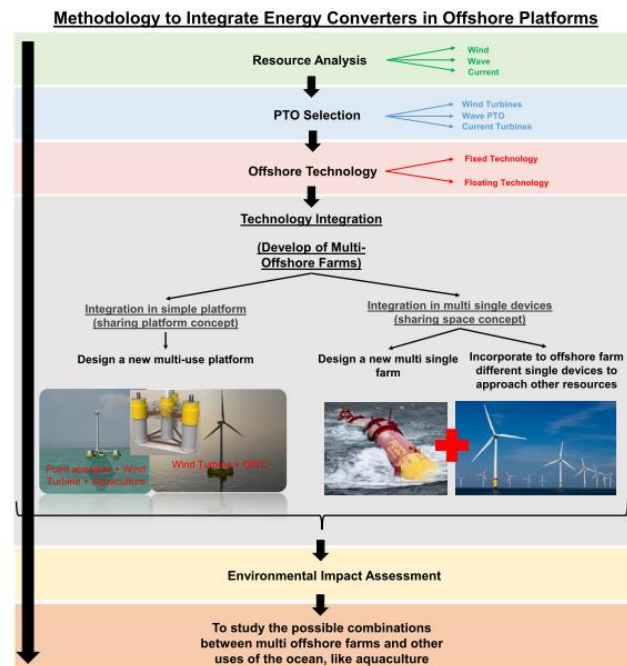 Methodology to Integrate Energy Converters in Offshore Platforms
Resource Analysis
Wind
Wave
Current
PTO Selection
Wind Turbines
Wave PTO
Current Turbines
Offshore Technology
Fixed Technology
Floating Technology
Technology Integration
(Develop of Multi-
Offshore Farms)
Integration in simple platform
(sharing platform concept)
Integration in multi single devices
(sharing space concept)
Design a new multi-use platform
Design a new multi single
farm
Incorporate to offshore farm
different single devices to
approach other resources
Point absorber + Wind
Turbine + aquaculture
Wind Turbine + OWC
Environmental Impact Assessment
To study the possible combinations
between multi offshore farms and other
uses of the ocean, like aquaculture